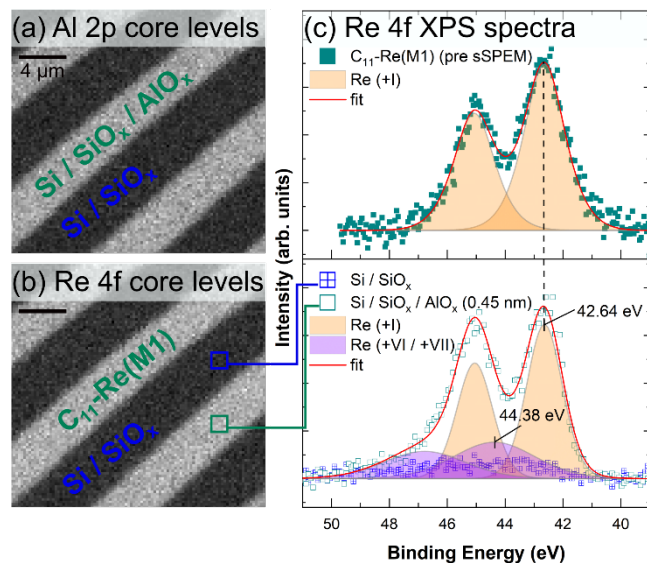 (a) Al 2p core levels
4 μm
Si / SiOₓ / AlOₓ
Si / SiOₓ
(b) Re 4f core levels
C₁₁-Re(M1)
Si / SiOₓ
(c) Re 4f XPS spectra
C₁₁-Re(M1) (pre sSPEM)
Re (+I)
fit
Si / SiOₓ
Si / SiOₓ / AlOₓ (0.45 nm)
Re (+I)
Re (+VI / +VII)
fit
42.64 eV
44.38 eV
Intensity (arb. units)
50 48 46 44 42 40
Binding Energy (eV)